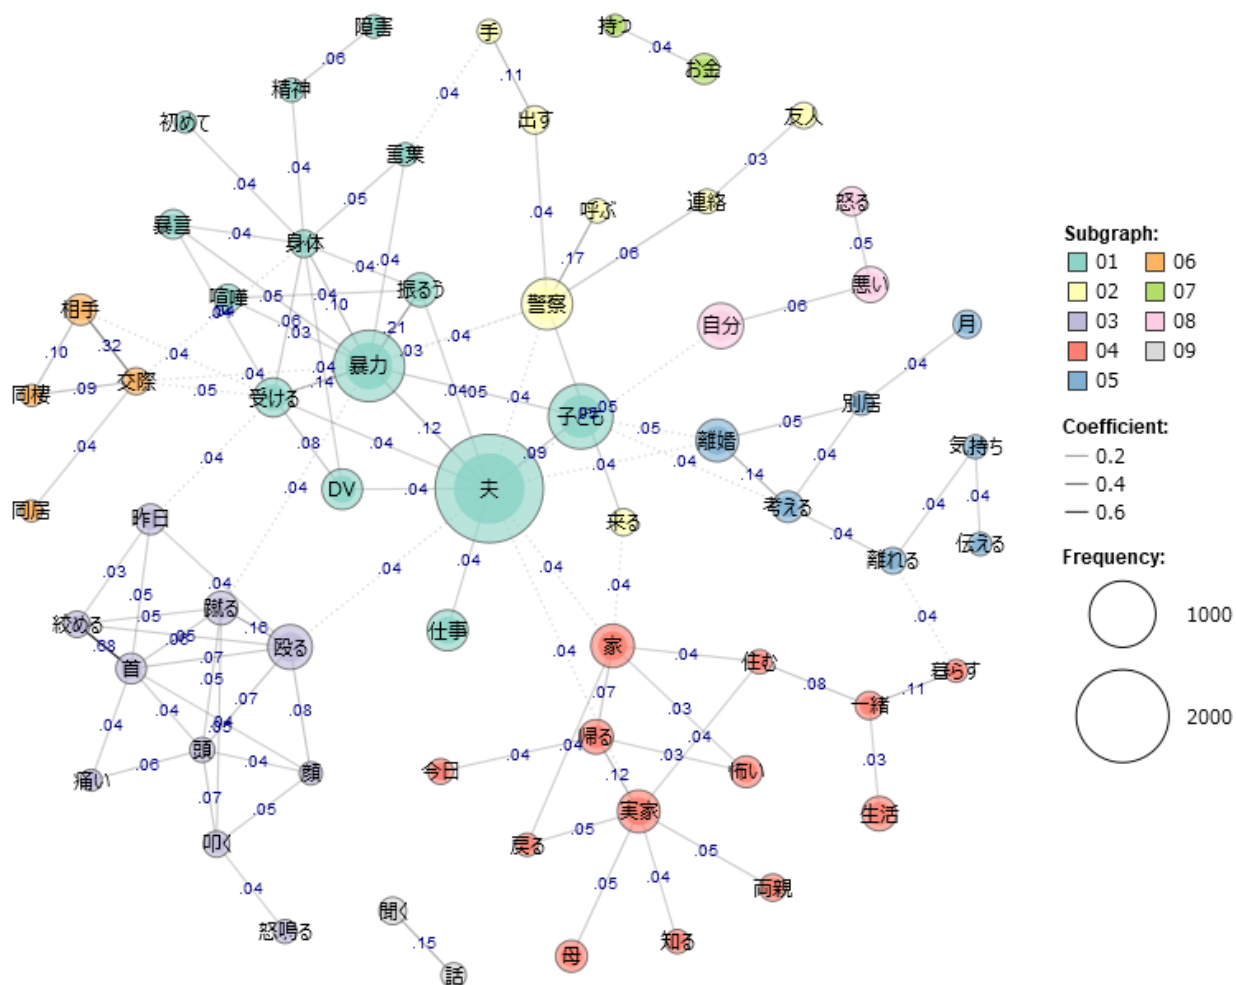 障害
.06
精神
初めて
.04
.04
言葉
.05
手
.11
.04
出す
持つ
.04
お金
友人
.03
連絡
呼ぶ
.04
.17
.06
警察
怒る
.05
悪い
.06
自分
暴言
.04
身体
.04
.04
振るう
喧嘩
.05
.04
.10
.21
.03
.04
.06
.03
暴力
相手
.32
.10
同棲
.09
交際
.04
.05
.04
.04
.14
受ける
.04
同居
.04
.05
.04
子ども
.05
.05
.04
.04
離婚
.05
別居
.04
月
.14
.04
考える
.04
離れる
.04
気持ち
.04
伝える
.04
.12
.09
夫
.04
.08
DV
.04
.04
.04
仕事
.04
.04
.04
昨日
.03
.05
.04
絞める
.05
蹴る
.16
殴る
.68
首
.05
.07
.05
.07
.08
.04
.04
頭
.04
顔
痛い
.06
.07
.05
叩く
.04
怒鳴る
聞く
.15
話
.04
.04
家
.04
住む
.08
一緒
.11
暮らす
.03
生活
.07
.03
.04
帰る
.04
今日
.04
.03
怖い
.12
実家
.05
戻る
.05
両親
.05
母
.04
知る
Subgraph:
01 06
02 07
03 08
04 09
05
Coefficient:
0.2
0.4
0.6
Frequency:
1000
2000